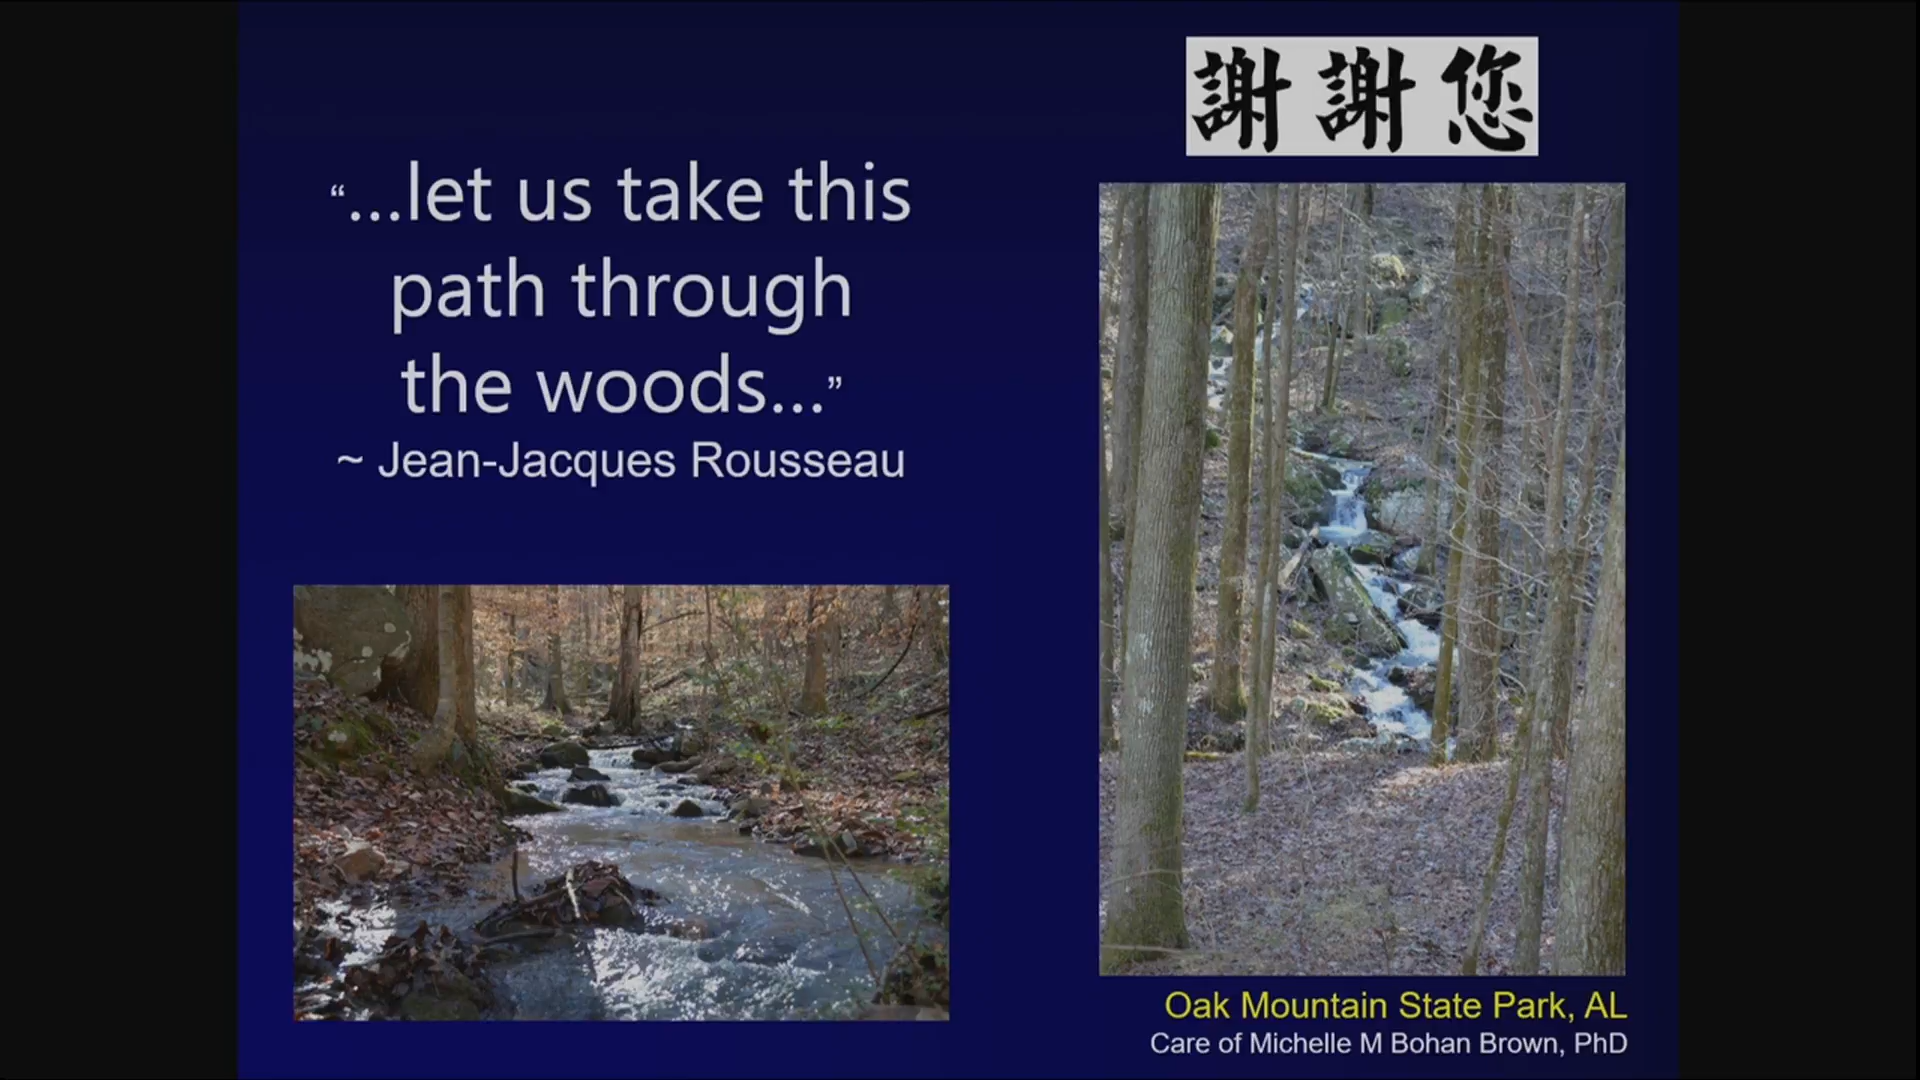 謝謝您
“...let us take this
path through
the woods...”
~ Jean-Jacques Rousseau
Oak Mountain State Park, AL
Care of Michelle M Bohan Brown, PhD